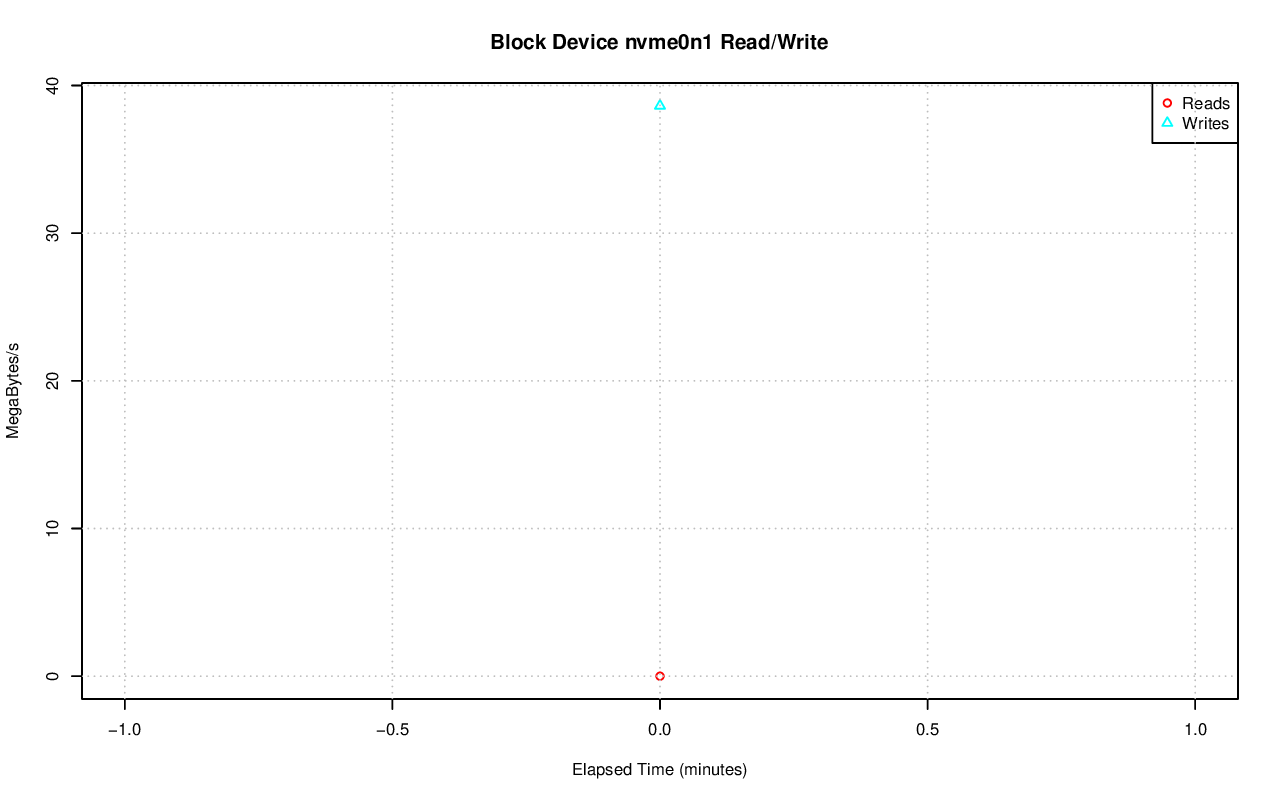 Block Device nvme0n1 Read/Write
Reads
Writes
40
30
20
10
0
MegaBytes/s
−1.0 −0.5 0.0 0.5 1.0
Elapsed Time (minutes)